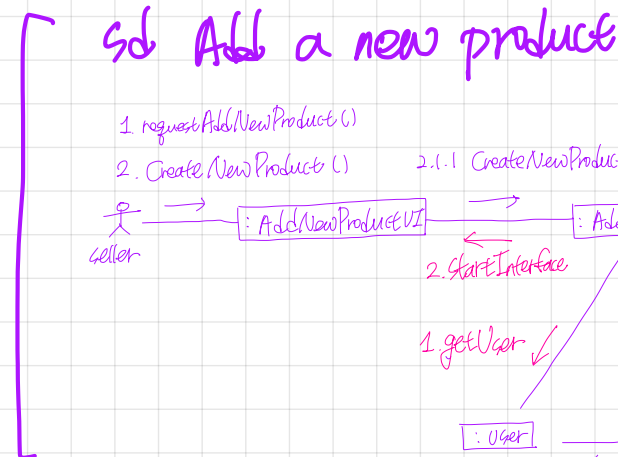 sd Add a new product
1. requestAddNewProduct()
2. CreateNewProduct()
2.1.1 CreateNewProduc
: AddNewProductUI
: Add
seller
2. startInterface
1. getUser
: User